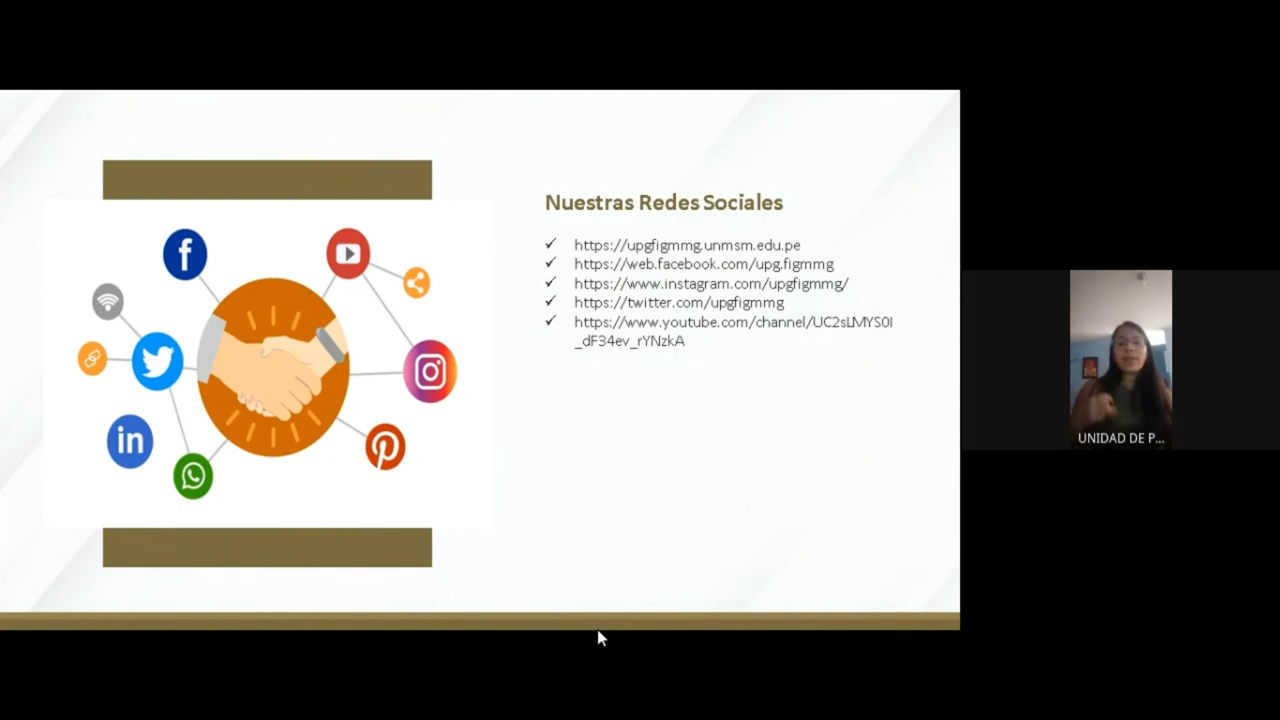 Nuestras Redes Sociales
https://upgfigmmg.unmsm.edu.pe
https://web.facebook.com/upg.figmmg
https://www.instagram.com/upgfigmmg/
https://twitter.com/upgfigmmg
https://www.youtube.com/channel/UC2sLMYS0I
_dF34ev_rYNzkA
in
UNIDAD DE P...